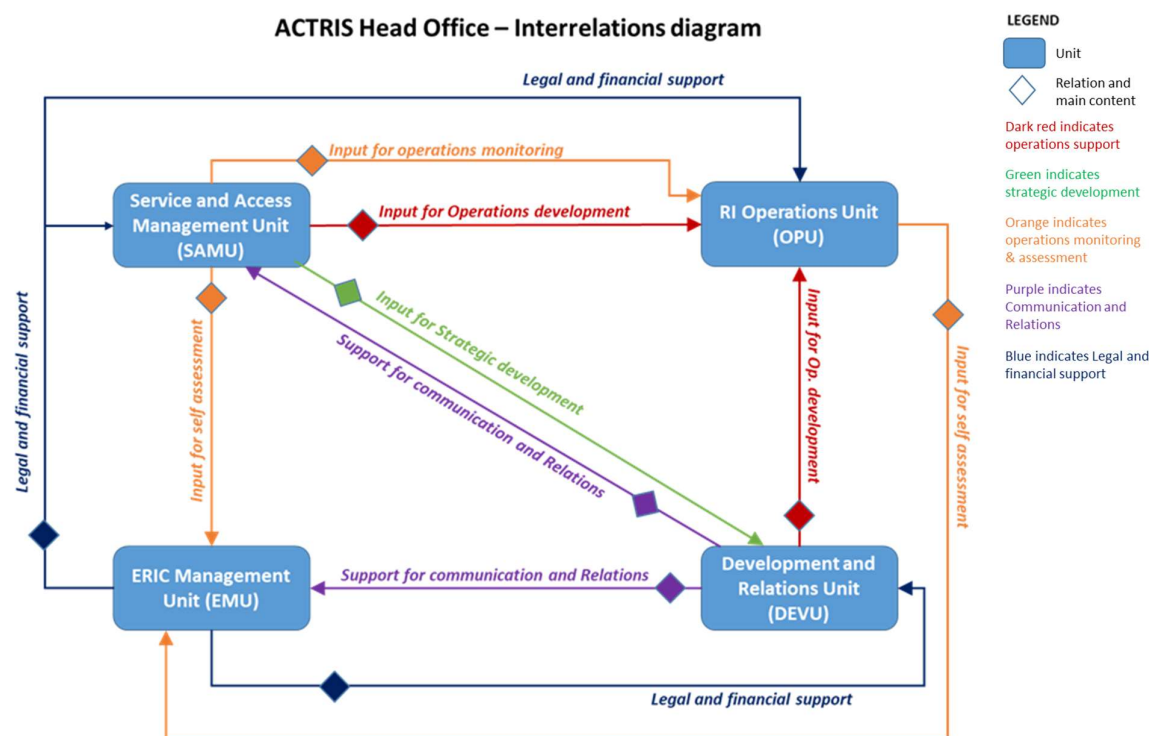 ACTRIS Head Office – Interrelations diagram
LEGEND
Unit
Relation and
main content
Dark red indicates
operations support
Green indicates
strategic development
Orange indicates
operations monitoring
& assessment
Purple indicates
Communication and
Relations
Blue indicates Legal and
financial support
Legal and financial support
Input for operations monitoring
Service and Access
Management Unit
(SAMU)
Input for Operations development
RI Operations Unit
(OPU)
Legal and financial support
Input for self assessment
Input for Strategic development
Support for communication and Relations
Input for Op. development
Input for self assessment
ERIC Management
Unit (EMU)
Support for communication and Relations
Development and
Relations Unit
(DEVU)
Legal and financial support